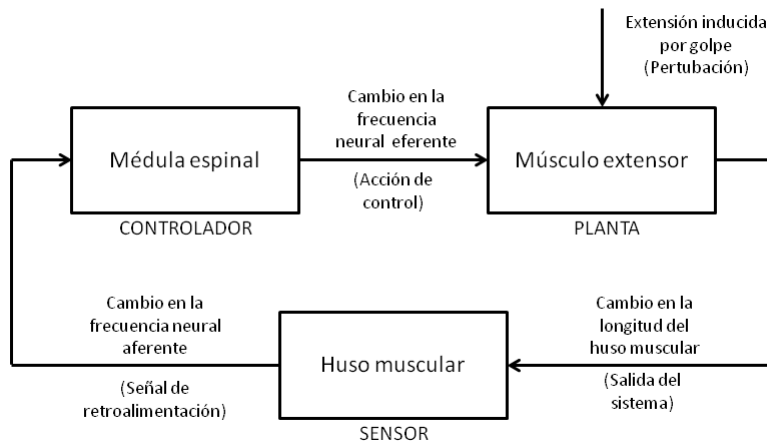 Extensión inducida
por golpe
(Pertubación)
Cambio en la
frecuencia
neural eferente
(Acción de
control)
Médula espinal
CONTROLADOR
Músculo extensor
PLANTA
Cambio en la
frecuencia neural
aferente
(Señal de
retroalimentación)
Huso muscular
SENSOR
Cambio en la
longitud del
huso muscular
(Salida del
sistema)